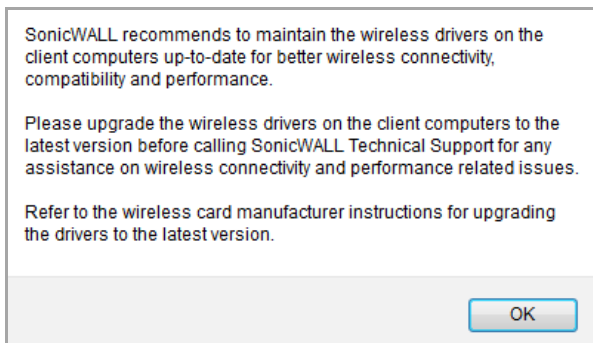 SonicWALL recommends to maintain the wireless drivers on the
client computers up-to-date for better wireless connectivity,
compatibility and performance.
Please upgrade the wireless drivers on the client computers to the
latest version before calling SonicWALL Technical Support for any
assistance on wireless connectivity and performance related issues.
Refer to the wireless card manufacturer instructions for upgrading
the drivers to the latest version.
OK